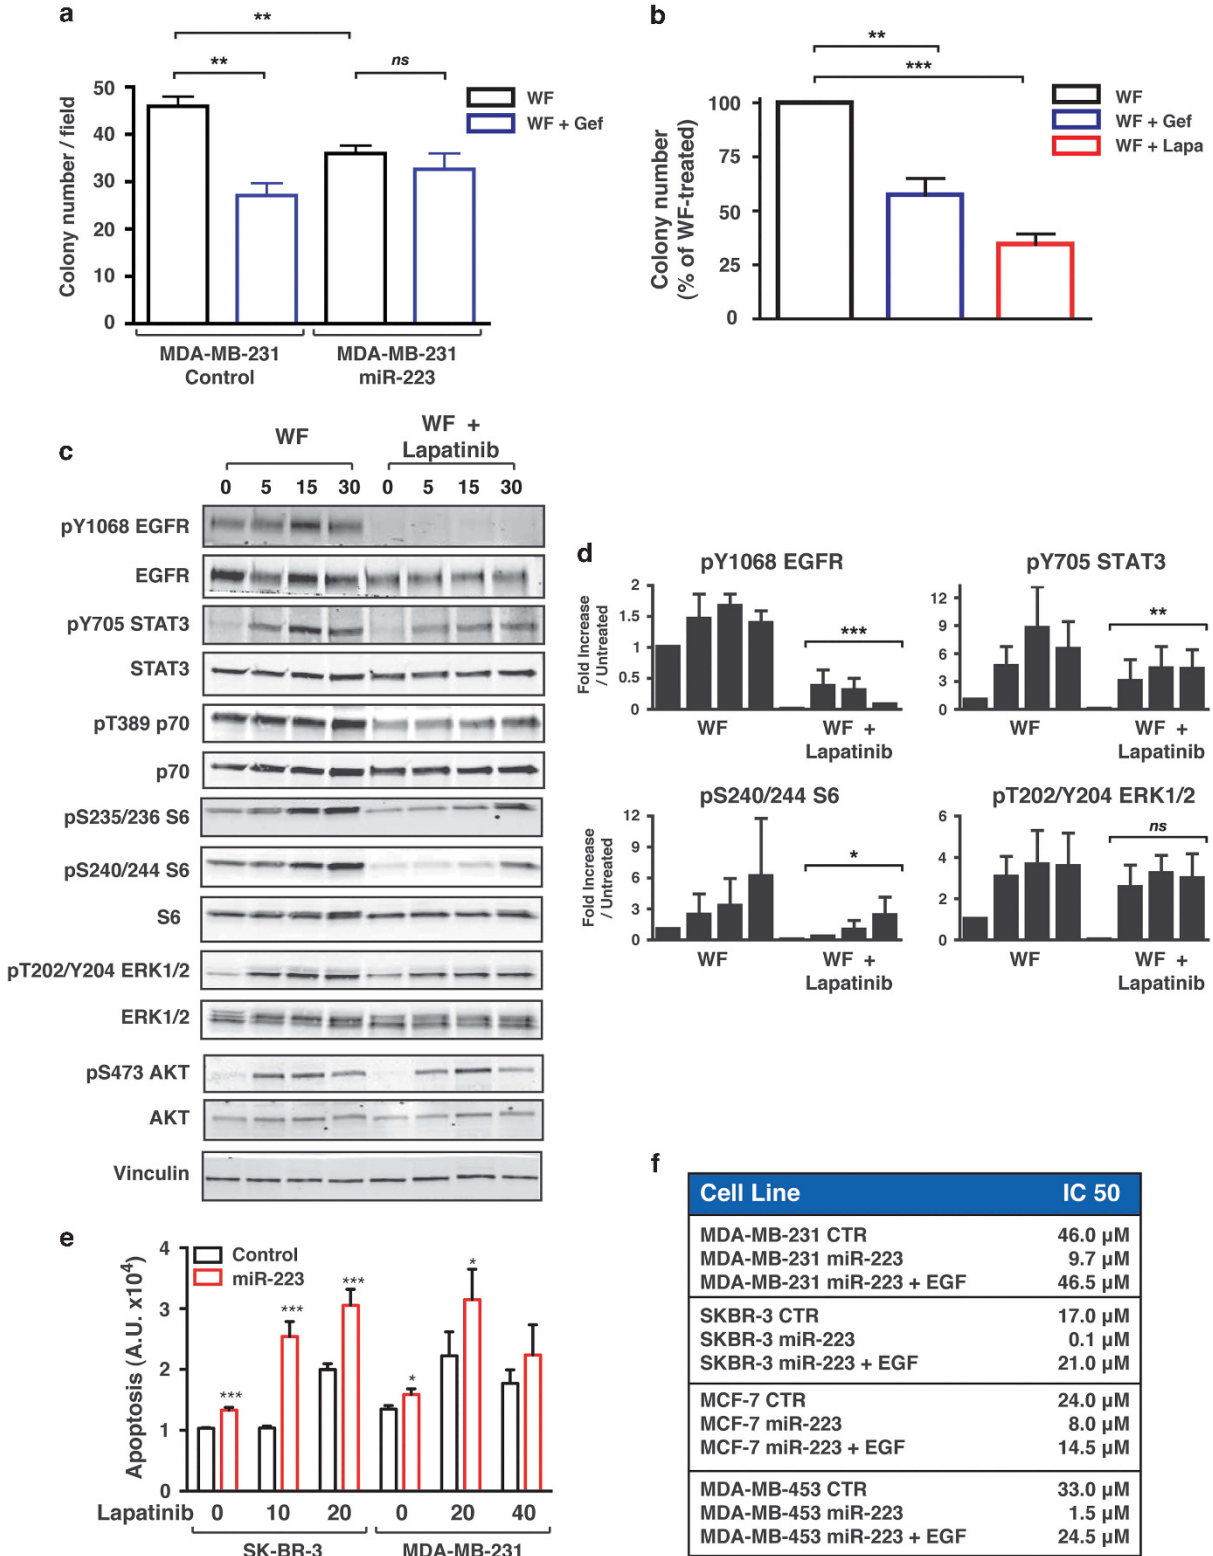 a
**
**
ns
Colony number / field
50
40
30
20
10
0
WF
WF + Gef
MDA-MB-231
Control
MDA-MB-231
miR-223
b
**
***
Colony number
(% of WF-treated)
100
75
50
25
0
WF
WF + Gef
WF + Lapa
c
WF
WF +
Lapatinib
0 5 15 30 0 5 15 30
pY1068 EGFR
EGFR
pY705 STAT3
STAT3
pT389 p70
p70
pS235/236 S6
pS240/244 S6
S6
pT202/Y204 ERK1/2
ERK1/2
pS473 AKT
AKT
Vinculin
d
pY1068 EGFR
Fold Increase
/ Untreated
2
1.5
1
0.5
0
***
WF
WF +
Lapatinib
pY705 STAT3
12
9
6
3
0
**
WF
WF +
Lapatinib
pS240/244 S6
Fold Increase
/ Untreated
12
9
6
3
0
*
WF
WF +
Lapatinib
pT202/Y204 ERK1/2
6
4
2
0
ns
WF
WF +
Lapatinib
e
Apoptosis (A.U. x10⁴)
4
3
2
1
0
Control
miR-223
***
***
***
*
*
Lapatinib 0 10 20 0 20 40
SK-BR-3 MDA-MB-231
f
Cell Line IC 50
MDA-MB-231 CTR 46.0 µM
MDA-MB-231 miR-223 9.7 µM
MDA-MB-231 miR-223 + EGF 46.5 µM
SKBR-3 CTR 17.0 µM
SKBR-3 miR-223 0.1 µM
SKBR-3 miR-223 + EGF 21.0 µM
MCF-7 CTR 24.0 µM
MCF-7 miR-223 8.0 µM
MCF-7 miR-223 + EGF 14.5 µM
MDA-MB-453 CTR 33.0 µM
MDA-MB-453 miR-223 1.5 µM
MDA-MB-453 miR-223 + EGF 24.5 µM